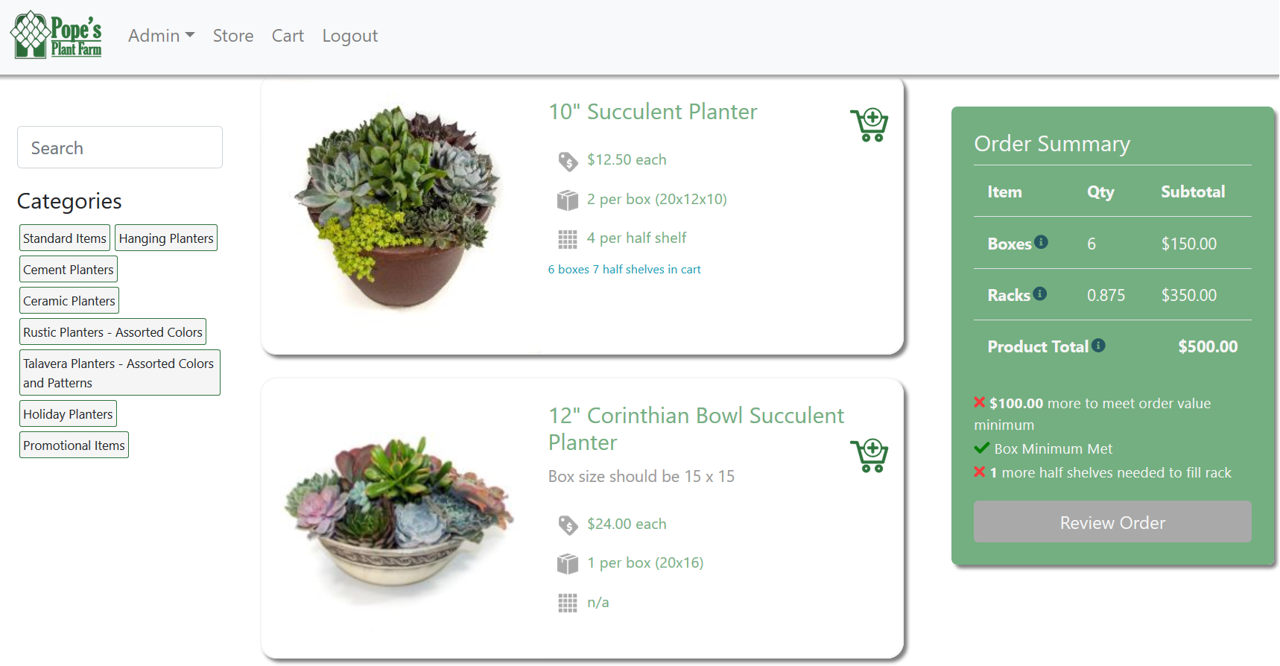 Pope's
Plant Farm
Admin Store Cart Logout
Search
Categories
Standard Items
Hanging Planters
Cement Planters
Ceramic Planters
Rustic Planters - Assorted Colors
Talavera Planters - Assorted Colors
and Patterns
Holiday Planters
Promotional Items
10" Succulent Planter
$12.50 each
2 per box (20x12x10)
4 per half shelf
6 boxes 7 half shelves in cart
12" Corinthian Bowl Succulent
Planter
Box size should be 15 x 15
$24.00 each
1 per box (20x16)
n/a
Order Summary
Item Qty Subtotal
Boxes 6 $150.00
Racks 0.875 $350.00
Product Total $500.00
$100.00 more to meet order value
minimum
Box Minimum Met
1 more half shelves needed to fill rack
Review Order